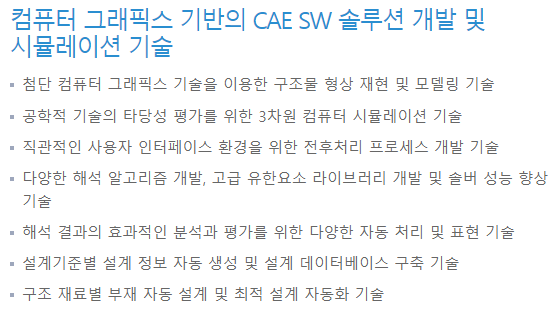 컴퓨터 그래픽스 기반의 CAE SW 솔루션 개발 및
시뮬레이션 기술
첨단 컴퓨터 그래픽스 기술을 이용한 구조물 형상 재현 및 모델링 기술
공학적 기술의 타당성 평가를 위한 3차원 컴퓨터 시뮬레이션 기술
직관적인 사용자 인터페이스 환경을 위한 전후처리 프로세스 개발 기술
다양한 해석 알고리즘 개발, 고급 유한요소 라이브러리 개발 및 솔버 성능 향상
기술
해석 결과의 효과적인 분석과 평가를 위한 다양한 자동 처리 및 표현 기술
설계기준별 설계 정보 자동 생성 및 설계 데이터베이스 구축 기술
구조 재료별 부재 자동 설계 및 최적 설계 자동화 기술